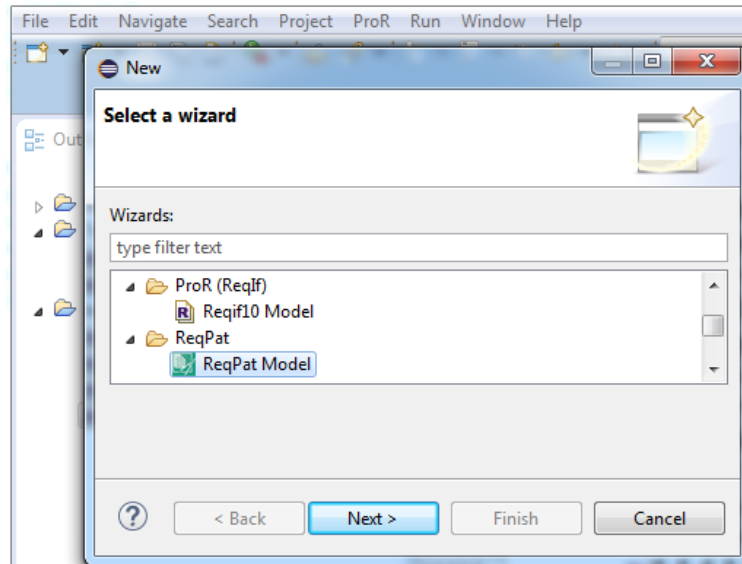 File Edit Navigate Search Project ProR Run Window Help
New
Out
Select a wizard
Wizards:
type filter text
ProR (ReqIf)
Reqif10 Model
ReqPat
ReqPat Model
< Back Next > Finish Cancel